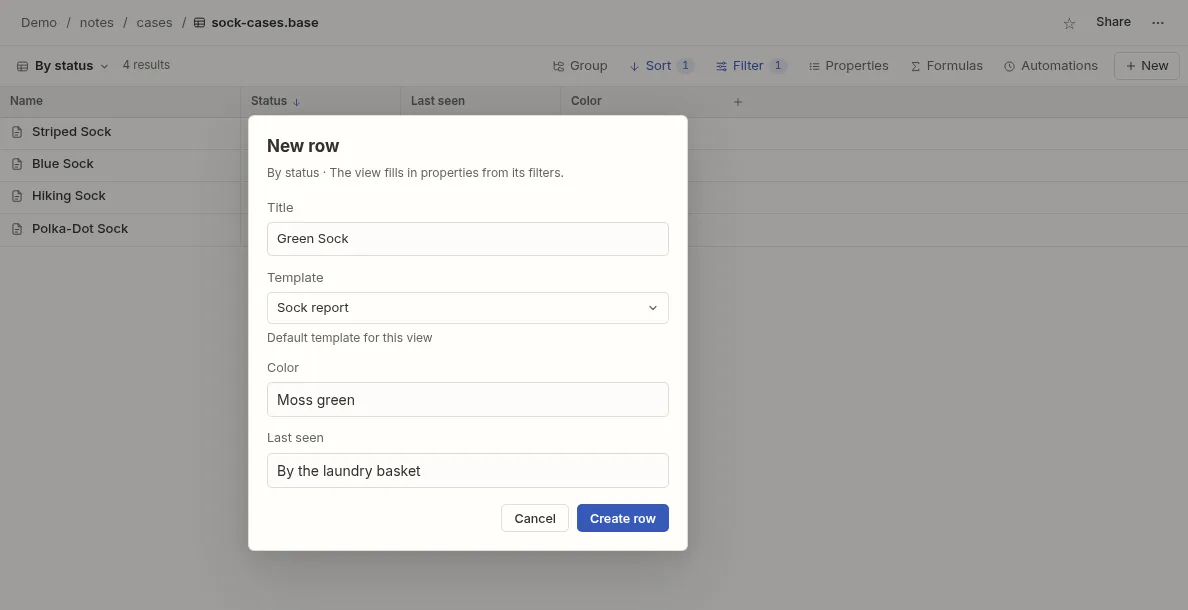 Demo / notes / cases / sock-cases.base
Share
By status 4 results
Group Sort 1 Filter 1 Properties Formulas Automations + New
Name Status ↓ Last seen Color +
Striped Sock
Blue Sock
Hiking Sock
Polka-Dot Sock
New row
By status · The view fills in properties from its filters.
Title
Green Sock
Template
Sock report
Default template for this view
Color
Moss green
Last seen
By the laundry basket
Cancel Create row